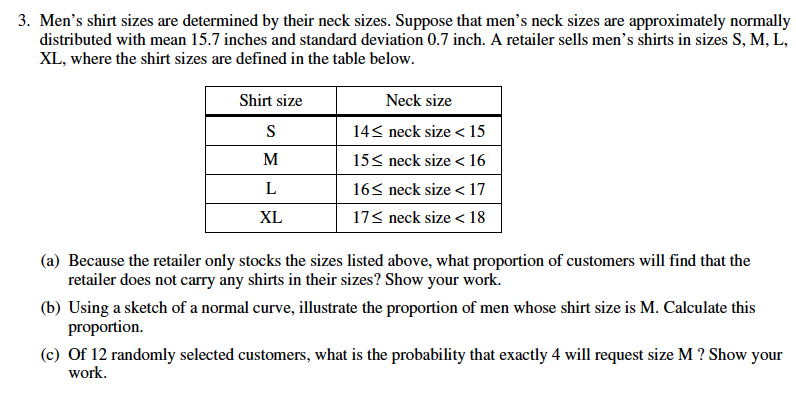 3. Men's shirt sizes are determined by their neck sizes. Suppose that men's neck sizes are approximately normally
distributed with mean 15.7 inches and standard deviation 0.7 inch. A retailer sells men's shirts in sizes S, M, L,
XL, where the shirt sizes are defined in the table below.
Shirt size Neck size
S 14≤ neck size < 15
M 15≤ neck size < 16
L 16≤ neck size < 17
XL 17≤ neck size < 18
(a) Because the retailer only stocks the sizes listed above, what proportion of customers will find that the
retailer does not carry any shirts in their sizes? Show your work.
(b) Using a sketch of a normal curve, illustrate the proportion of men whose shirt size is M. Calculate this
proportion.
(c) Of 12 randomly selected customers, what is the probability that exactly 4 will request size M ? Show your
work.